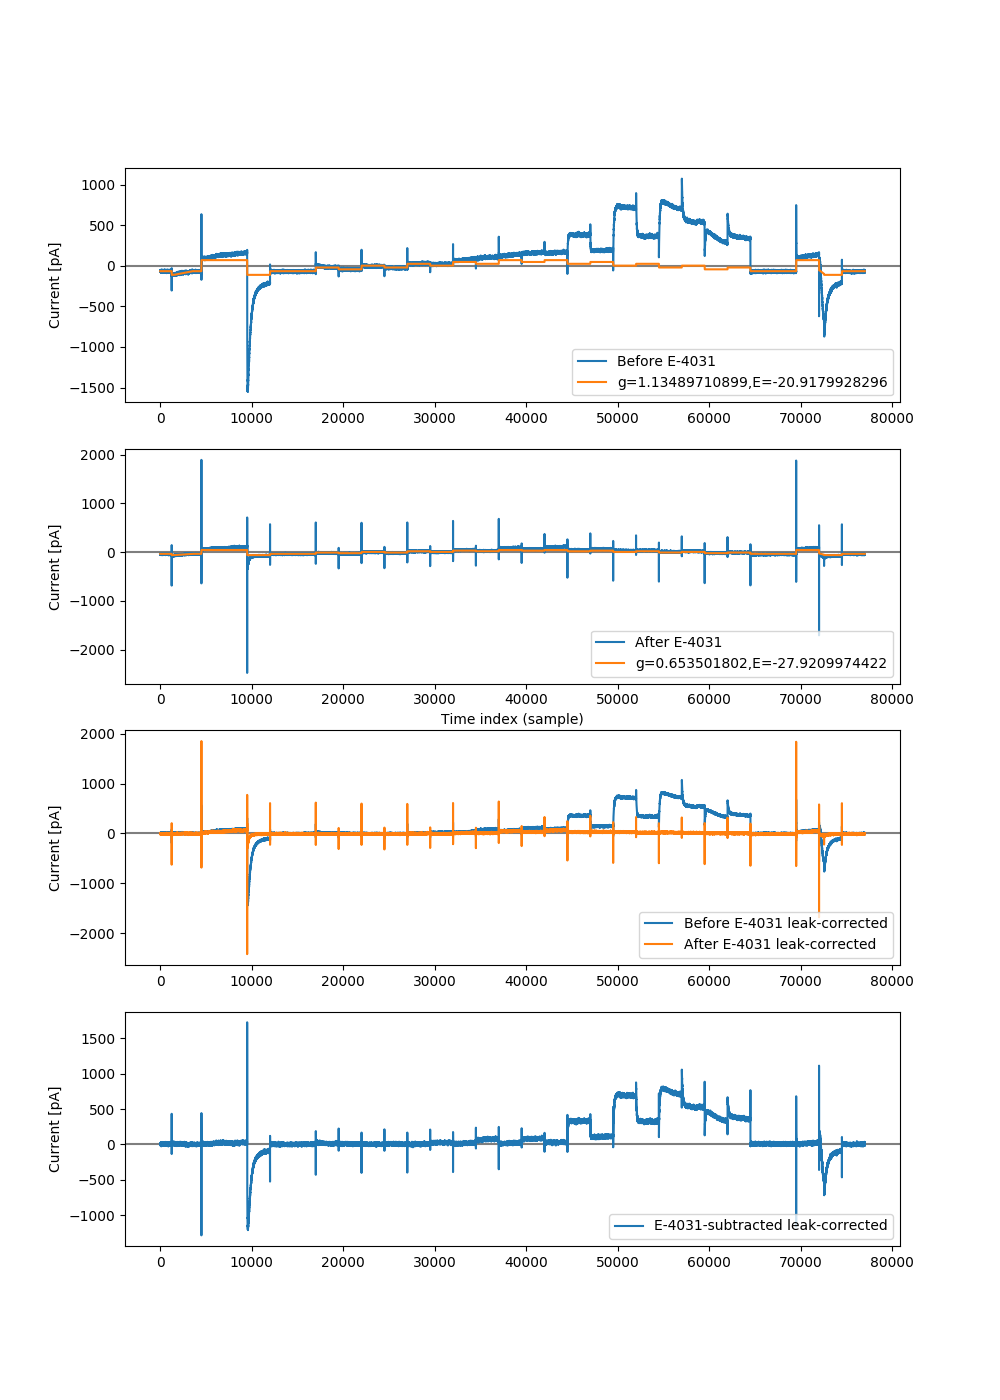 1000
500
0
−500
−1000
−1500
Current [pA]
Before E-4031
g=1.13489710899,E=-20.9179928296
0 10000 20000 30000 40000 50000 60000 70000 80000
2000
1000
0
−1000
−2000
Current [pA]
After E-4031
g=0.653501802,E=-27.9209974422
0 10000 20000 30000 40000 50000 60000 70000 80000
Time index (sample)
2000
1000
0
−1000
−2000
Current [pA]
Before E-4031 leak-corrected
After E-4031 leak-corrected
0 10000 20000 30000 40000 50000 60000 70000 80000
1500
1000
500
0
−500
−1000
Current [pA]
E-4031-subtracted leak-corrected
0 10000 20000 30000 40000 50000 60000 70000 80000